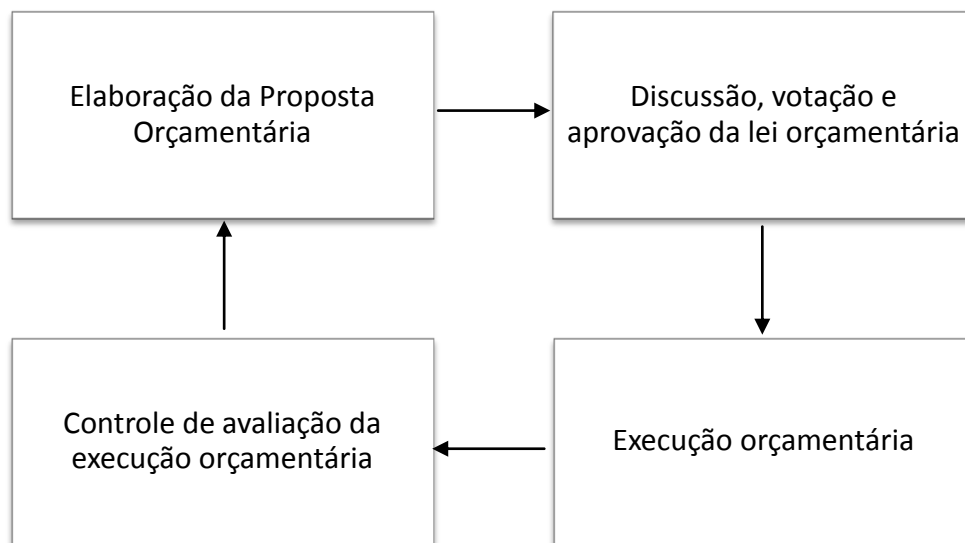 Elaboração da Proposta
Orçamentária
Discussão, votação e
aprovação da lei orçamentária
Execução orçamentária
Controle de avaliação da
execução orçamentária